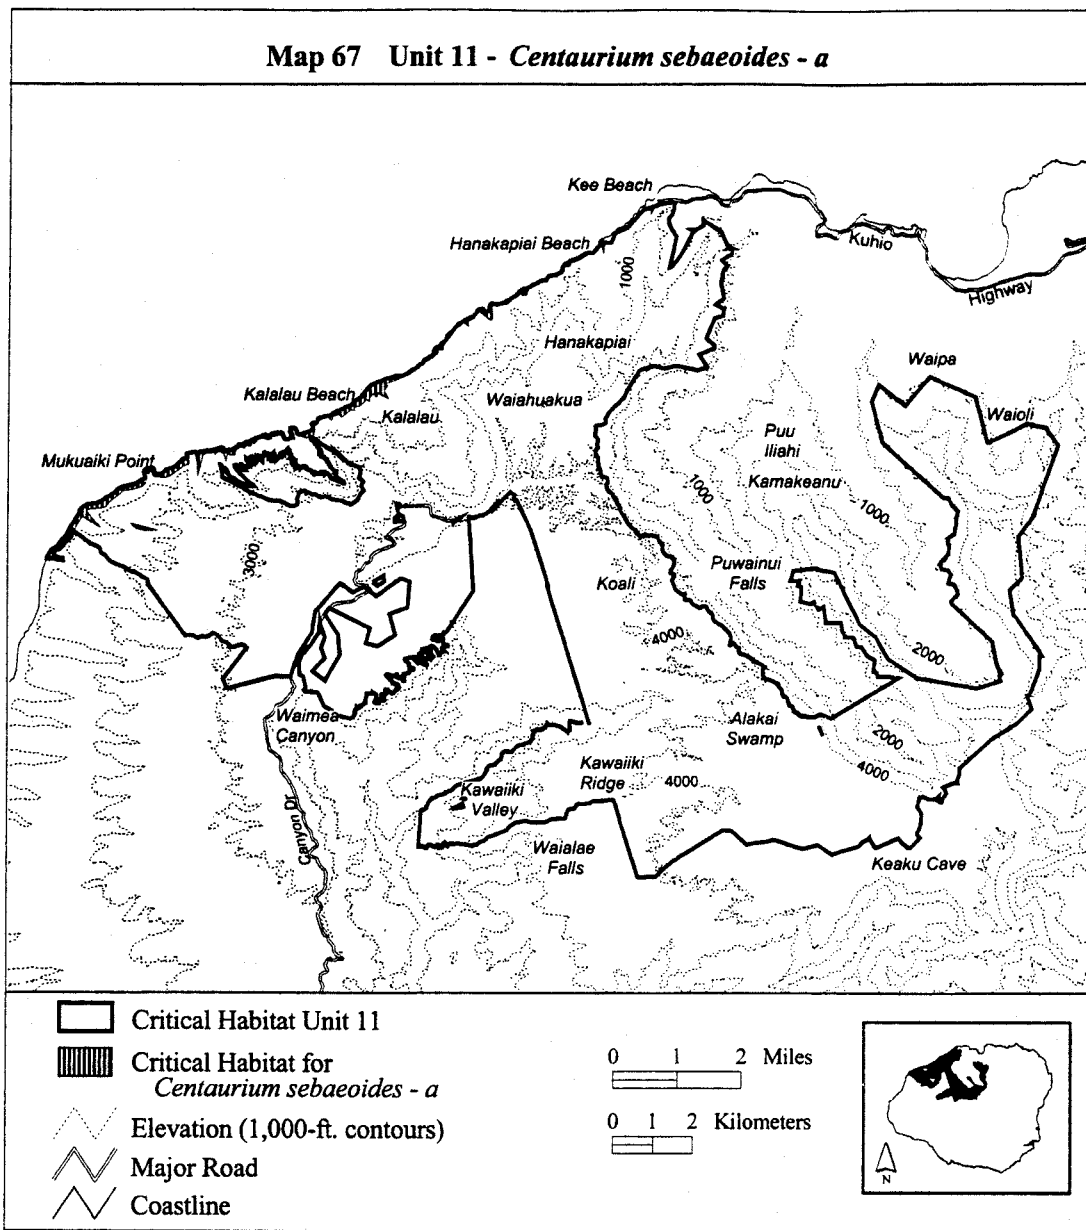 Map 67 Unit 11 - Centaurium sebaeoides - a
Kee Beach
Hanakapiai Beach
Kuhio
Highway
1000
Hanakapiai
Waipa
Kalalau Beach
Waiahuakua
Kalalau
Waioli
Puu
Iliahi
Mukuaiki Point
Kamakeanu
1000
1000
3000
Koali
Puwainui
Falls
4000
2000
Waimea
Canyon
Alakai
Swamp
2000
Kawaiiki
Ridge
4000
4000
Kawaiiki
Valley
Canyon Dr
Waialae
Falls
Keaku Cave
Critical Habitat Unit 11
Critical Habitat for
Centaurium sebaeoides - a
Elevation (1,000-ft. contours)
Major Road
Coastline
0 1 2 Miles
0 1 2 Kilometers
N